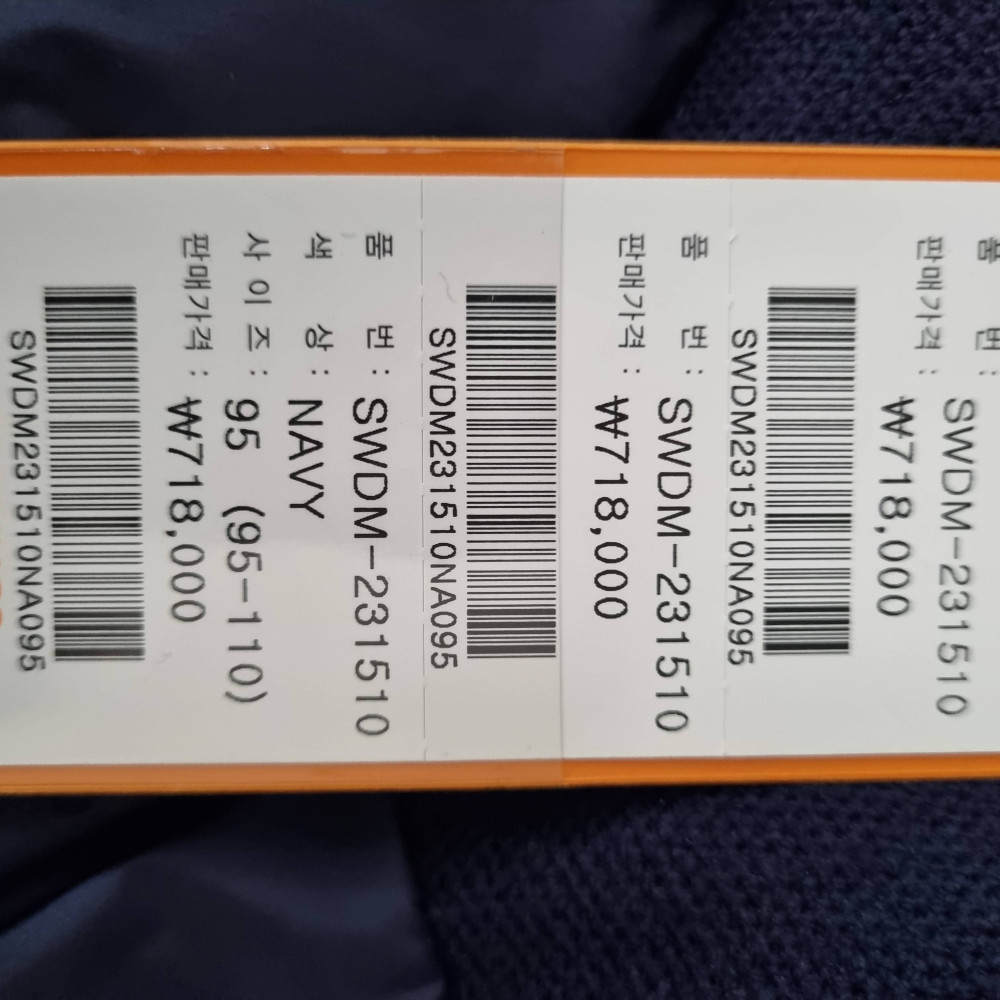 품 번 : SWDM-231510
판매가격 : ₩718,000
SWDM231510NA095
품 번 : SWDM-231510
판매가격 : ₩718,000
SWDM231510NA095
품 번 : SWDM-231510
색 상 : NAVY
사 이 즈 : 95 (95-110)
판매가격 : ₩718,000
SWDM231510NA095